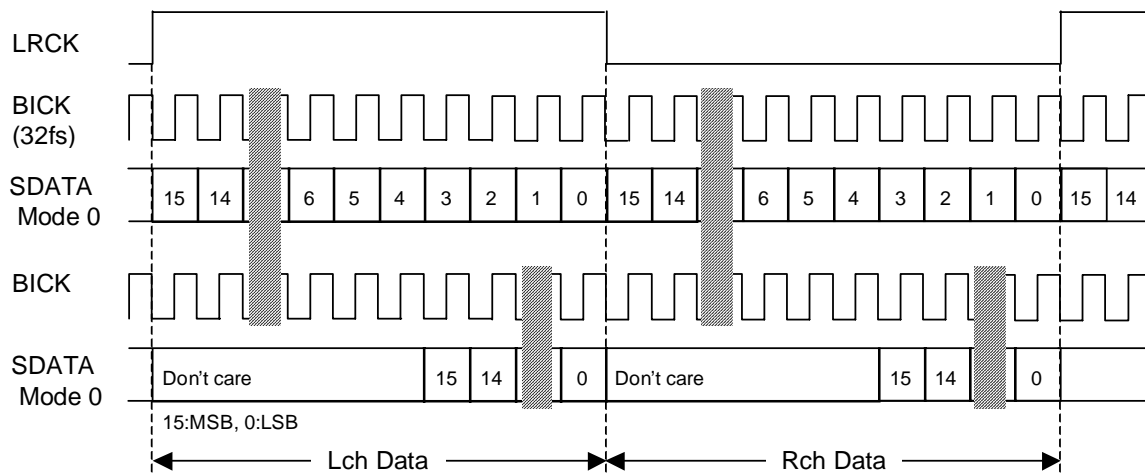 LRCK
BICK
(32fs)
SDATA
Mode 0
15 14 6 5 4 3 2 1 0 15 14 6 5 4 3 2 1 0 15 14
BICK
SDATA
Mode 0
Don't care 15 14 0 Don't care 15 14 0
15:MSB, 0:LSB
Lch Data Rch Data